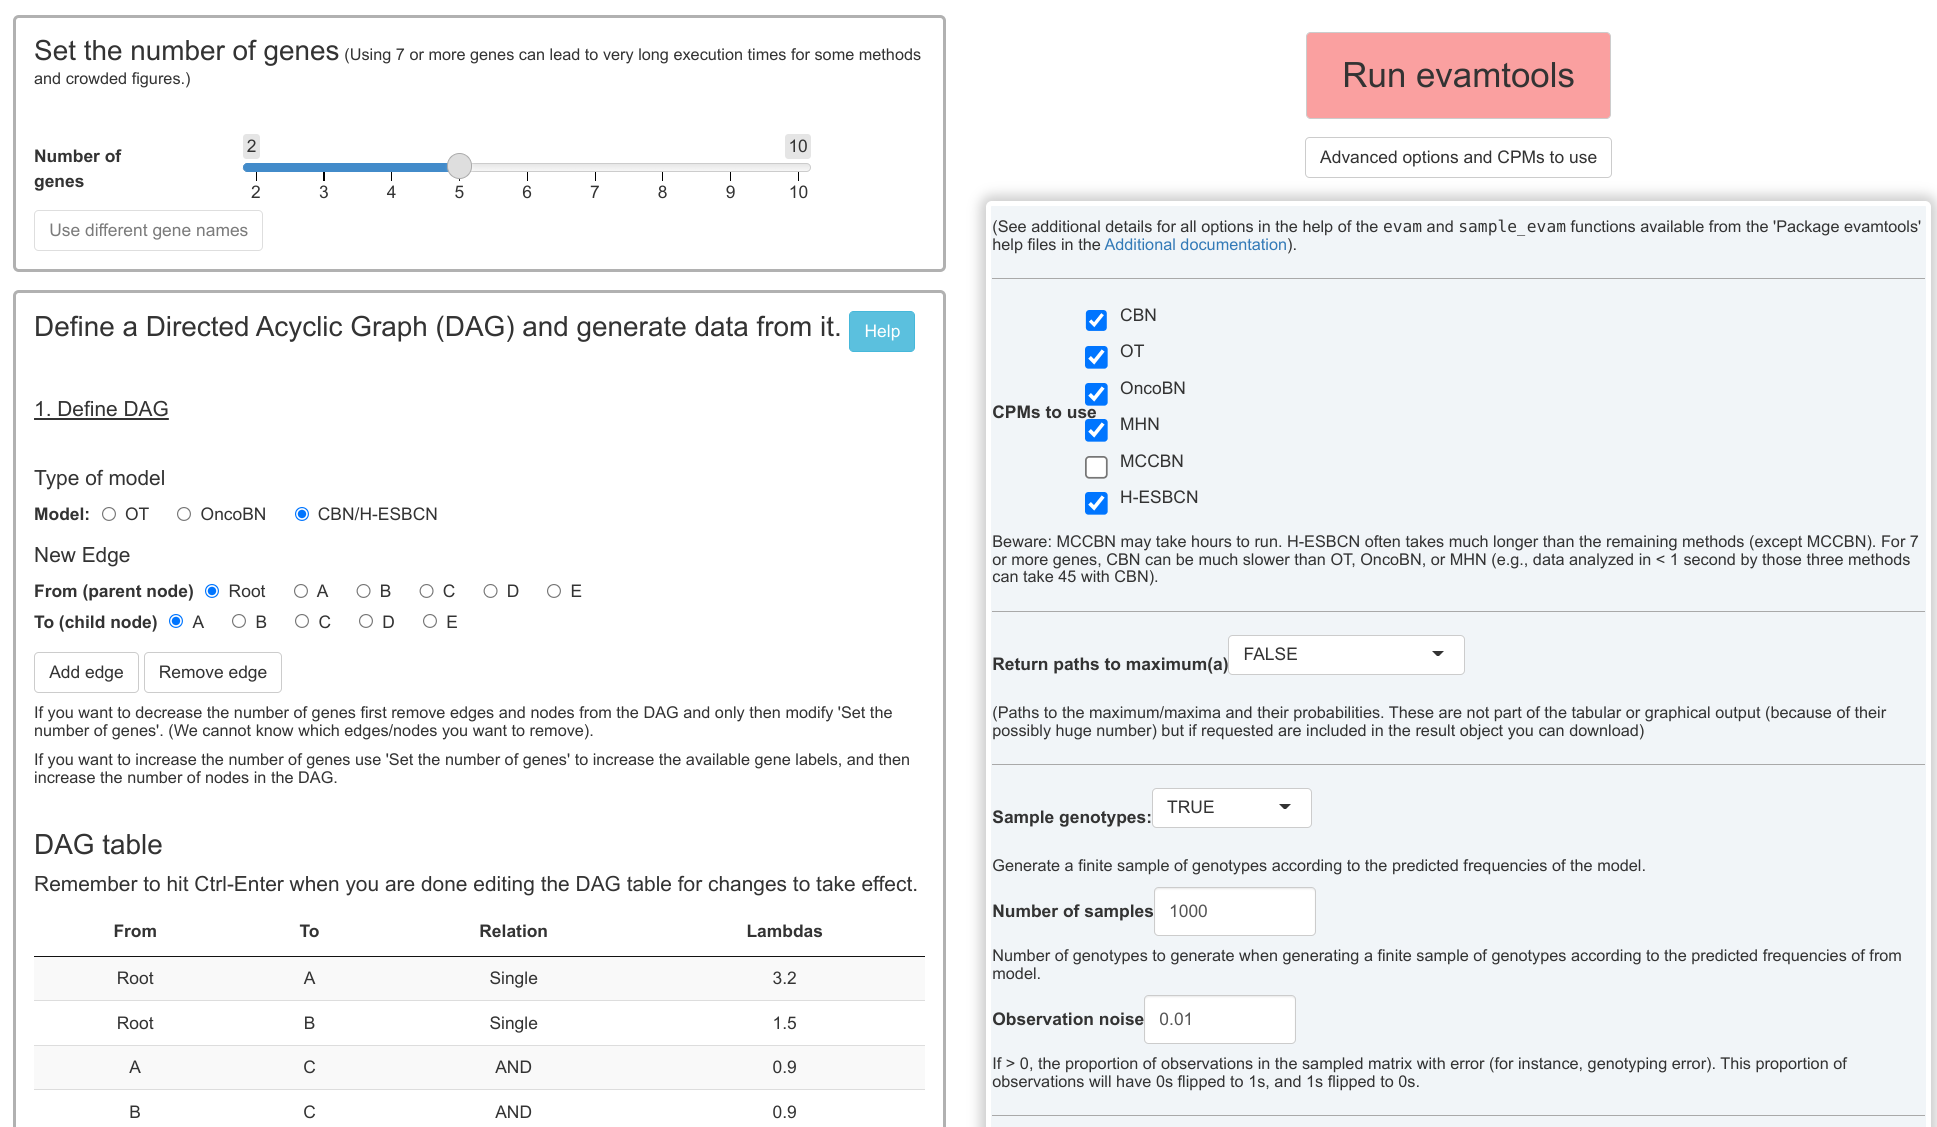 Set the number of genes (Using 7 or more genes can lead to very long execution times for some methods
and crowded figures.)
Number of
genes
2 10
2 3 4 5 6 7 8 9 10
Use different gene names
Define a Directed Acyclic Graph (DAG) and generate data from it. Help
1. Define DAG
Type of model
Model: OT OncoBN CBN/H-ESBCN
New Edge
From (parent node) Root A B C D E
To (child node) A B C D E
Add edge Remove edge
If you want to decrease the number of genes first remove edges and nodes from the DAG and only then modify 'Set the
number of genes'. (We cannot know which edges/nodes you want to remove).
If you want to increase the number of genes use 'Set the number of genes' to increase the available gene labels, and then
increase the number of nodes in the DAG.
DAG table
Remember to hit Ctrl-Enter when you are done editing the DAG table for changes to take effect.
From To Relation Lambdas
Root A Single 3.2
Root B Single 1.5
A C AND 0.9
B C AND 0.9
Run evamtools
Advanced options and CPMs to use
(See additional details for all options in the help of the evam and sample_evam functions available from the 'Package evamtools'
help files in the Additional documentation).
CPMs to use
CBN
OT
OncoBN
MHN
MCCBN
H-ESBCN
Beware: MCCBN may take hours to run. H-ESBCN often takes much longer than the remaining methods (except MCCBN). For 7
or more genes, CBN can be much slower than OT, OncoBN, or MHN (e.g., data analyzed in < 1 second by those three methods
can take 45 with CBN).
Return paths to maximum(a) FALSE
(Paths to the maximum/maxima and their probabilities. These are not part of the tabular or graphical output (because of their
possibly huge number) but if requested are included in the result object you can download)
Sample genotypes: TRUE
Generate a finite sample of genotypes according to the predicted frequencies of the model.
Number of samples 1000
Number of genotypes to generate when generating a finite sample of genotypes according to the predicted frequencies of from
model.
Observation noise 0.01
If > 0, the proportion of observations in the sampled matrix with error (for instance, genotyping error). This proportion of
observations will have 0s flipped to 1s, and 1s flipped to 0s.